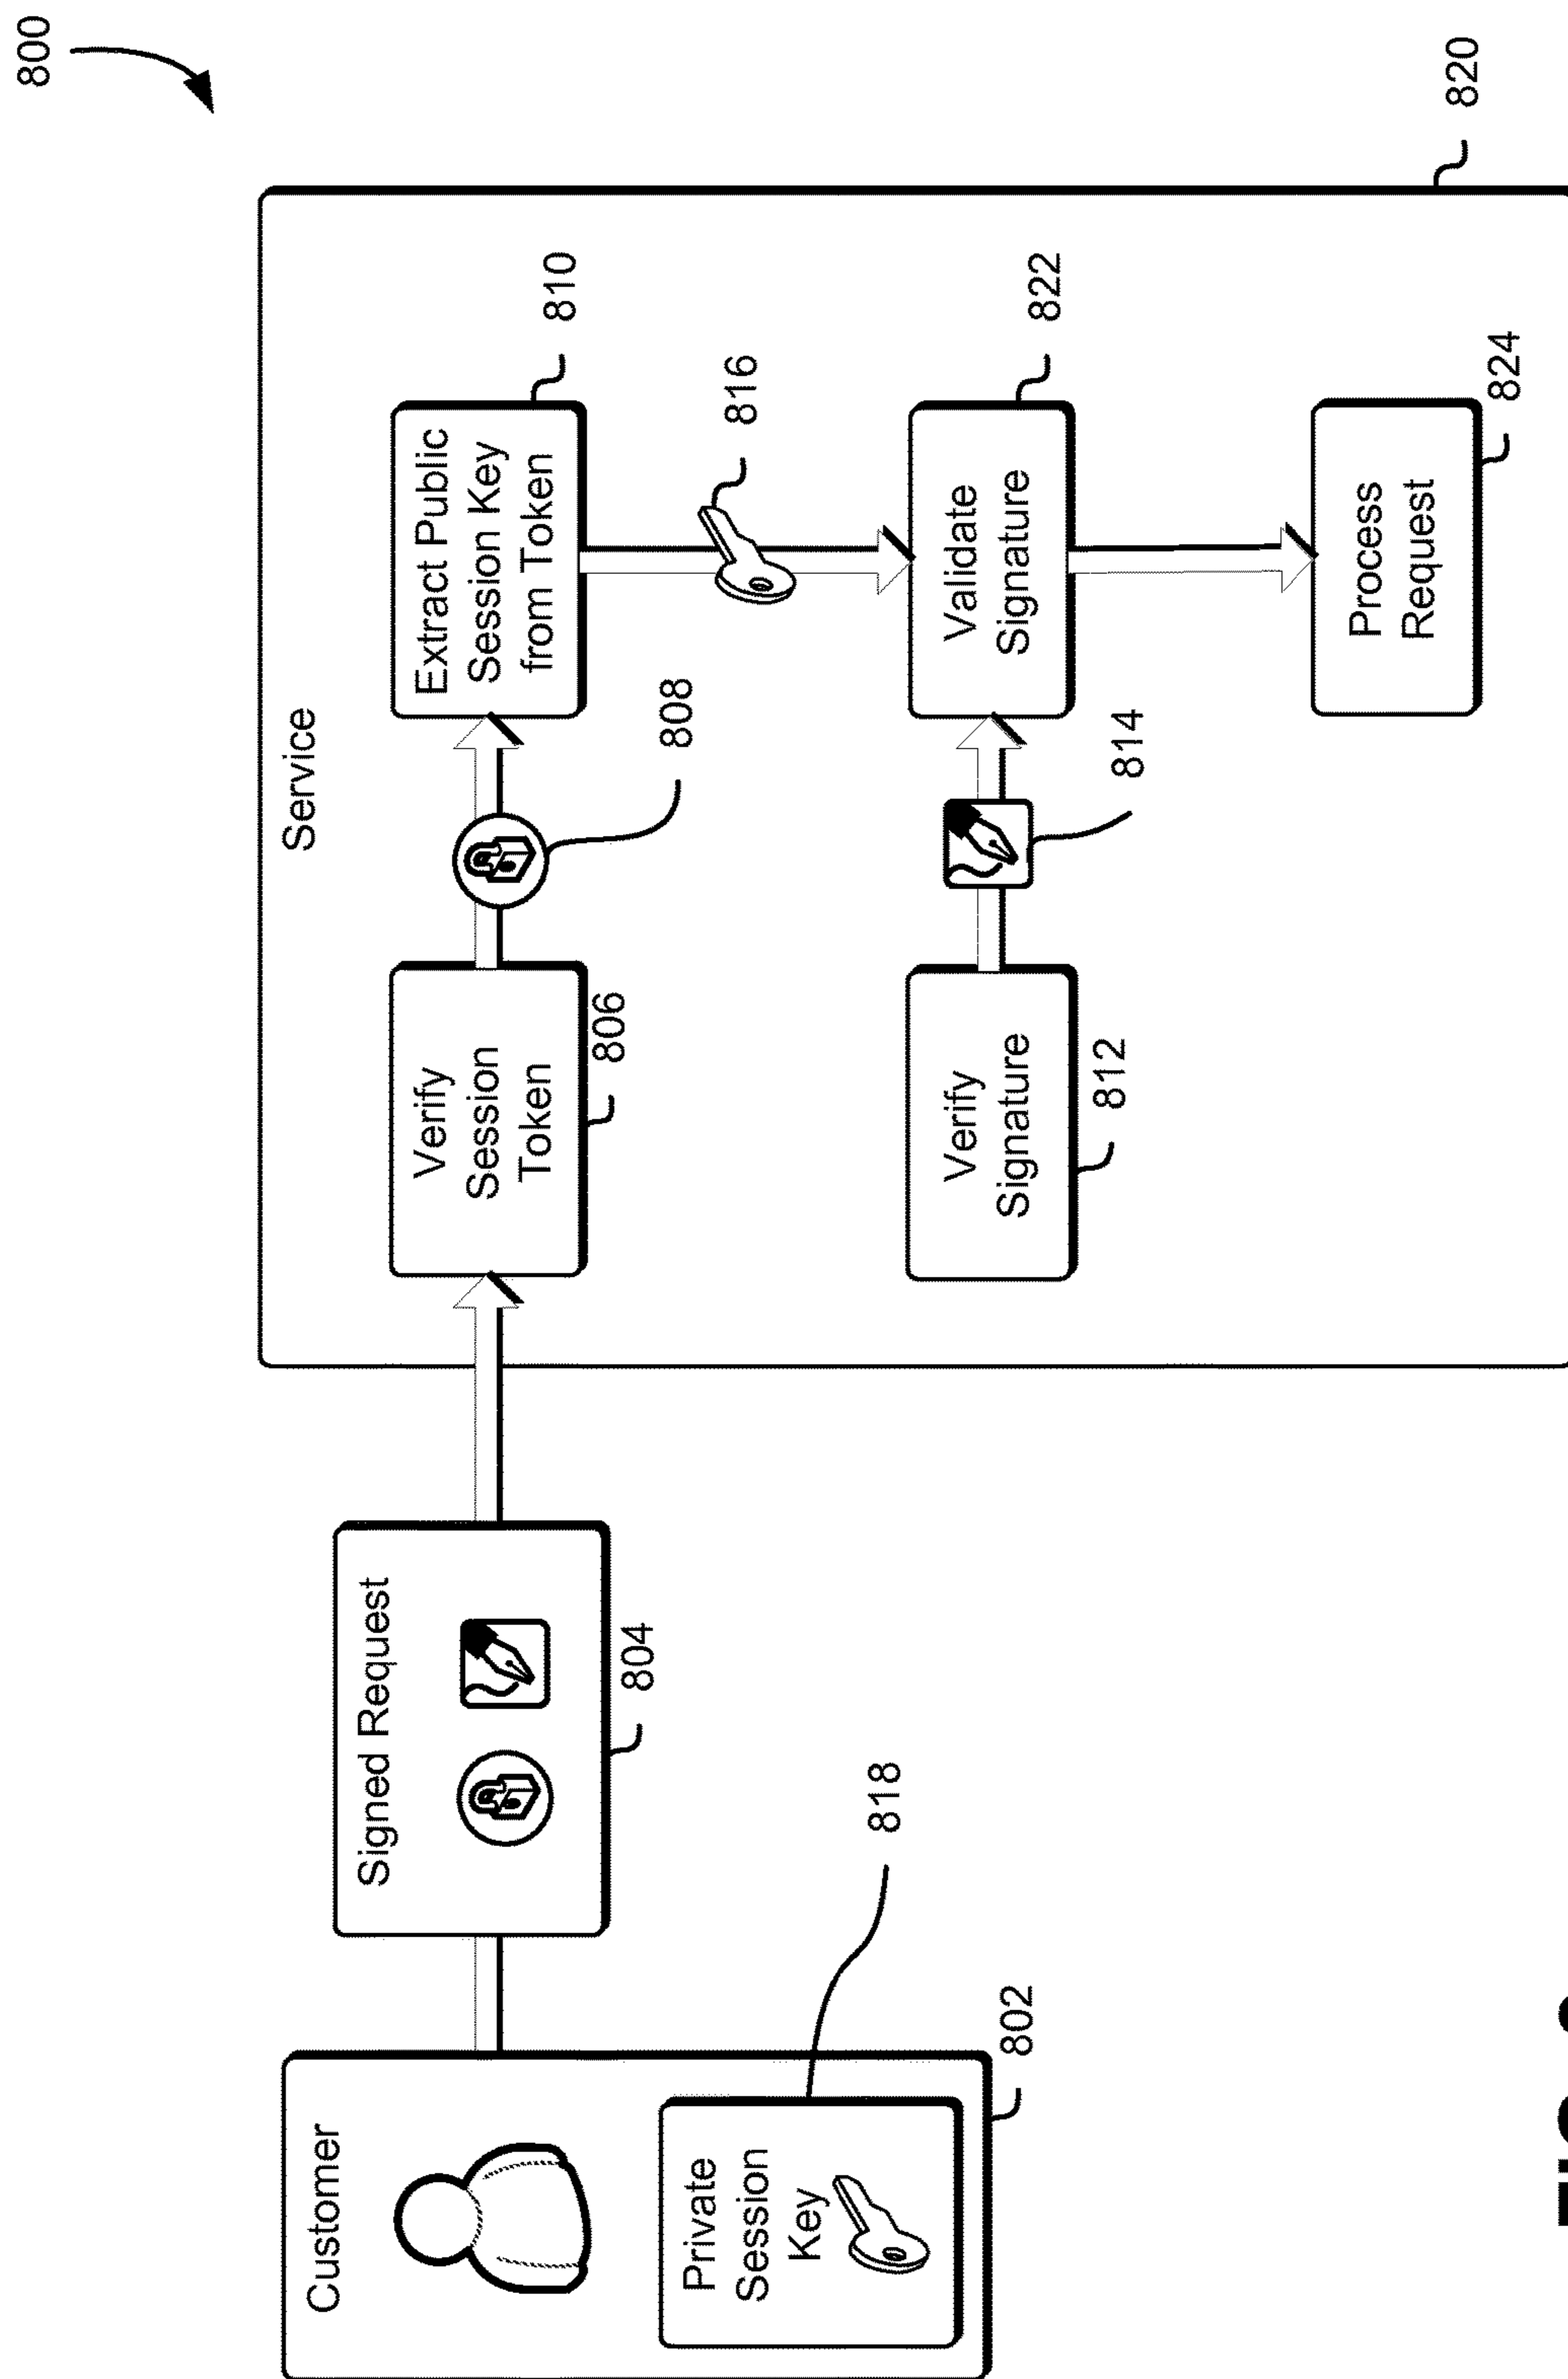 800
Customer
Private
Session
Key
818
802
Signed Request
804
Service
Verify
Session
Token
806
808
Extract Public
Session Key
from Token
810
816
Verify
Signature
812
814
Validate
Signature
822
Process
Request
824
820